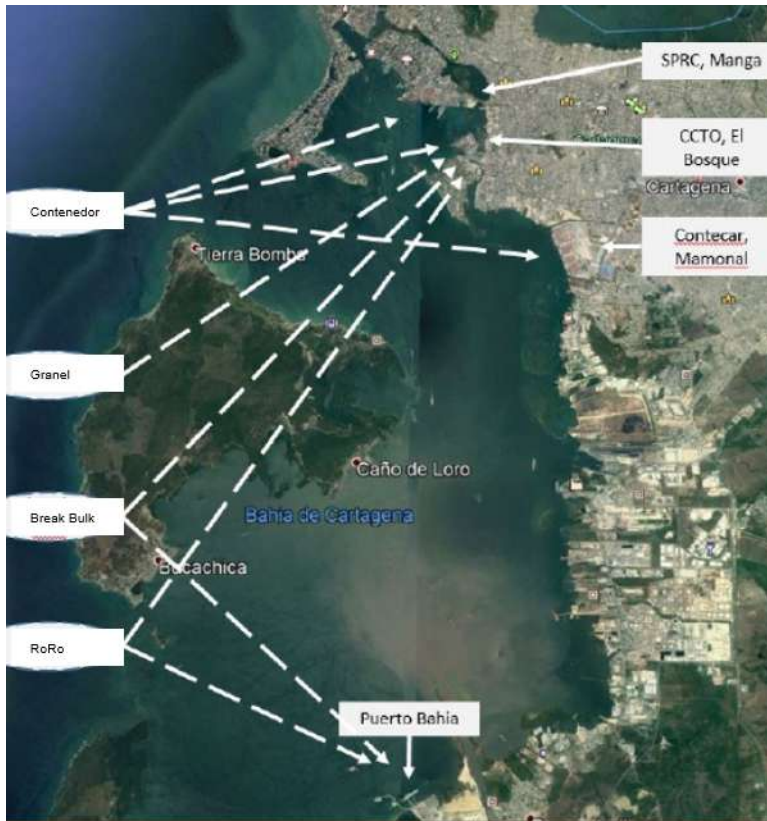 SPRC, Manga
CCTO, El
Bosque
Cartagena
Contenedor
Contecar,
Mamonal
Tierra Bomba
Granel
Caño de Loro
Break Bulk
Bahía de Cartagena
Bocachica
RoRo
Puerto Bahia